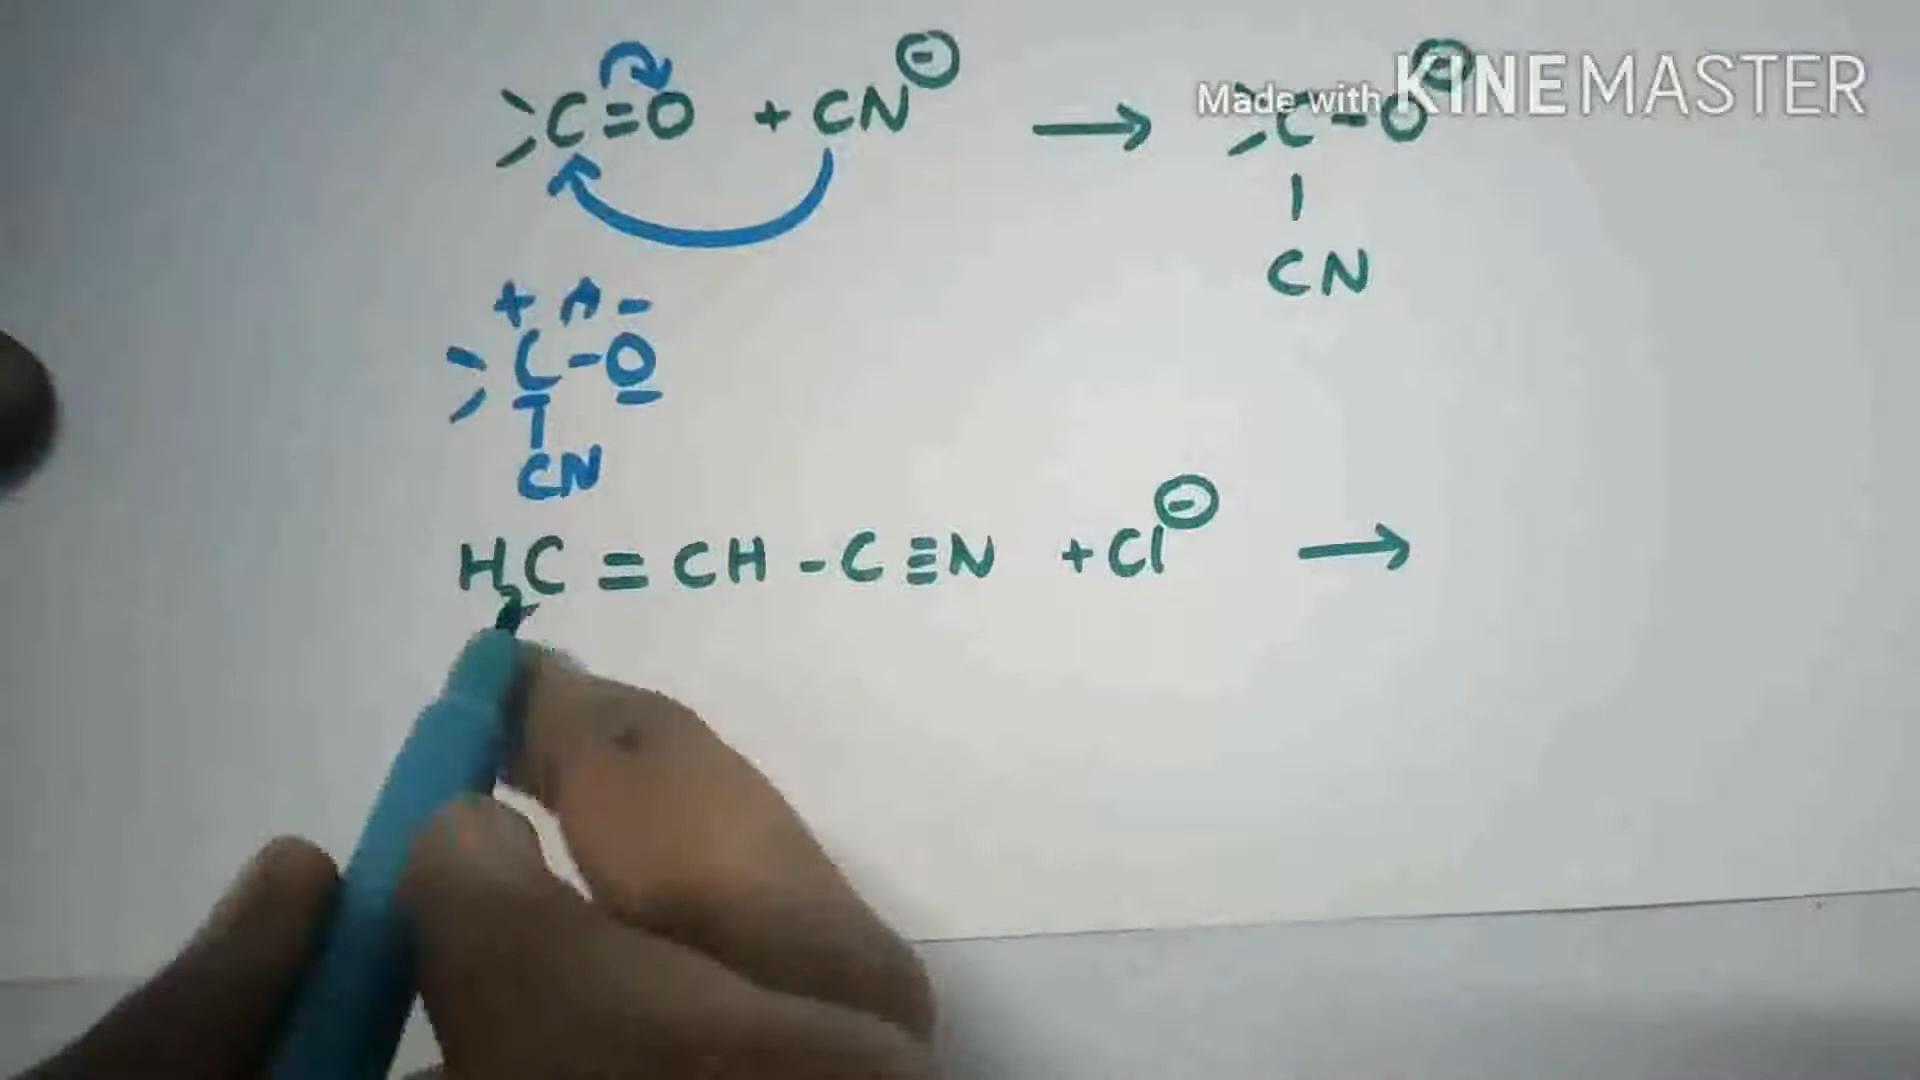 >C=O + CN⊖ → >C-O⊖
CN
Made with KINEMASTER
+ -
>C-O
CN
H₂C = CH - C ≡ N + Cl⊖ →